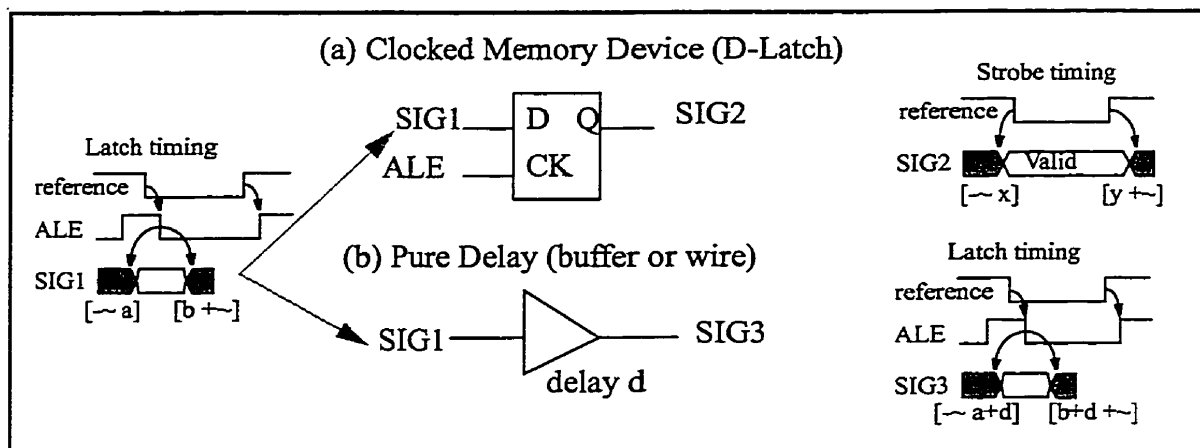 (a) Clocked Memory Device (D-Latch)
Strobe timing
reference
SIG2
Valid
[~ x]
[y +~]
SIG1
D
Q
SIG2
ALE
CK
Latch timing
reference
ALE
SIG1
[~ a]
[b +~]
(b) Pure Delay (buffer or wire)
SIG1
SIG3
delay d
Latch timing
reference
ALE
SIG3
[~ a+d]
[b+d +~]